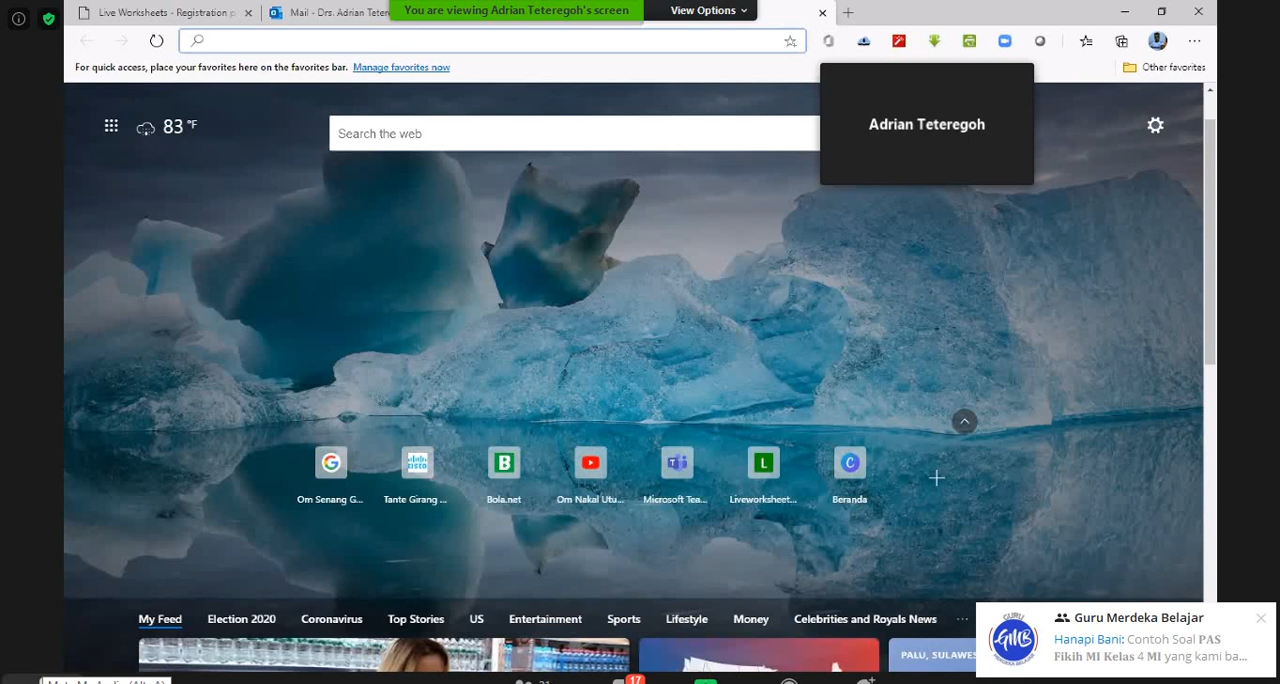 Live Worksheets - Registration p
Mail - Drs. Adrian Teter
You are viewing Adrian Teteregoh's screen
View Options
For quick access, place your favorites here on the favorites bar. Manage favorites now
Other favorites
83 °F
Search the web
Adrian Teteregoh
Om Senang G...
Tante Girang ...
Bola.net
Om Nakal Utu...
Microsoft Tea...
Liveworksheet...
Beranda
My Feed
Election 2020
Coronavirus
Top Stories
US
Entertainment
Sports
Lifestyle
Money
Celebrities and Royals News
PALU, SULAWES
Guru Merdeka Belajar
Hanapi Bani: Contoh Soal PAS
Fikih MI Kelas 4 MI yang kami ba...
GMB
17